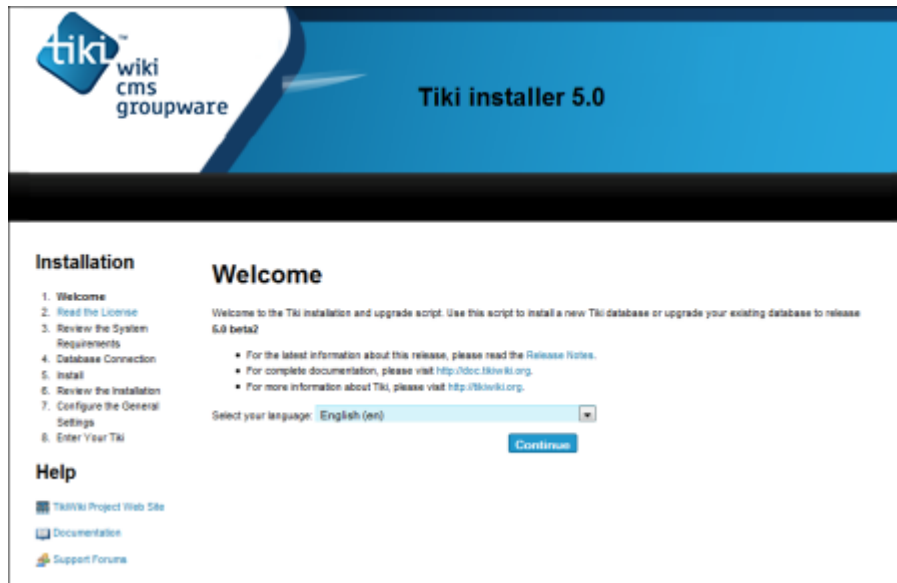 tiki™
wiki
cms
groupware
Tiki installer 5.0
Installation
1. Welcome
2. Read the License
3. Review the System
Requirements
4. Database Connection
5. Install
6. Review the Installation
7. Configure the General
Settings
8. Enter Your Tiki
Help
TikiWiki Project Web Site
Documentation
Support Forums
Welcome
Welcome to the Tiki installation and upgrade script. Use this script to install a new Tiki database or upgrade your existing database to release
5.0 beta2
• For the latest information about this release, please read the Release Notes.
• For complete documentation, please visit http://doc.tikiwiki.org.
• For more information about Tiki, please visit http://tikiwiki.org.
Select your language: English (en)
Continue